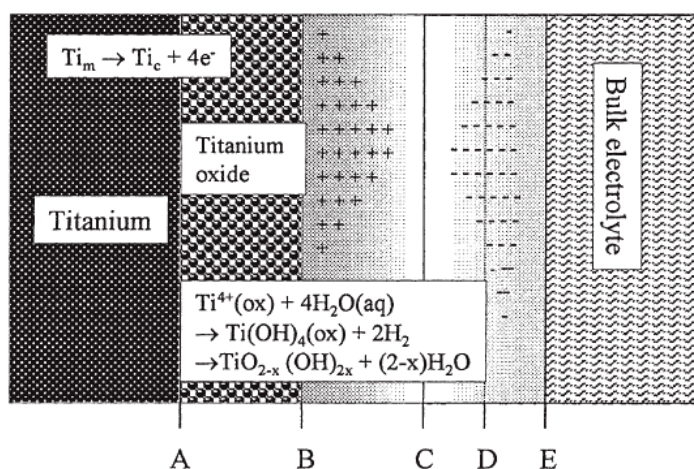 Ti_m → Ti_c + 4e⁻
Titanium
oxide
Titanium
Bulk electrolyte
Ti⁴⁺(ox) + 4H₂O(aq)
→ Ti(OH)₄(ox) + 2H₂
→TiO₂₋ₓ (OH)₂ₓ + (2-x)H₂O
A B C D E